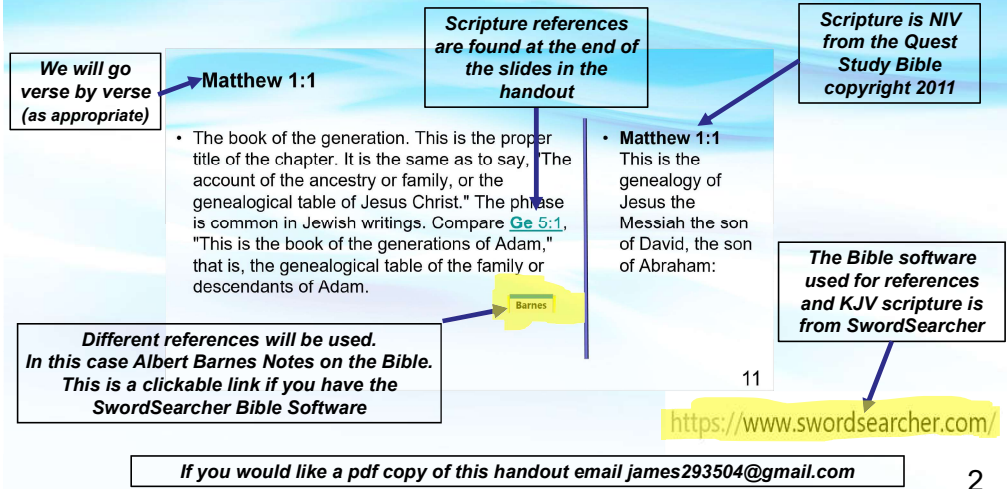 Scripture references
are found at the end of
the slides in the
handout
Scripture is NIV
from the Quest
Study Bible
copyright 2011
We will go
verse by verse
(as appropriate)
Matthew 1:1
• The book of the generation. This is the proper
title of the chapter. It is the same as to say, "The
account of the ancestry or family, or the
genealogical table of Jesus Christ." The phrase
is common in Jewish writings. Compare Ge 5:1,
"This is the book of the generations of Adam,"
that is, the genealogical table of the family or
descendants of Adam.
Barnes
• Matthew 1:1
This is the
genealogy of
Jesus the
Messiah the son
of David, the son
of Abraham:
The Bible software
used for references
and KJV scripture is
from SwordSearcher
Different references will be used.
In this case Albert Barnes Notes on the Bible.
This is a clickable link if you have the
SwordSearcher Bible Software
11
https://www.swordsearcher.com/
If you would like a pdf copy of this handout email james293504@gmail.com
2